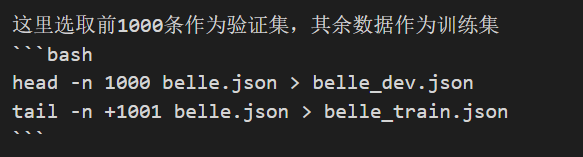 这里选取前1000条作为验证集，其余数据作为训练集
```bash
head -n 1000 belle.json > belle_dev.json
tail -n +1001 belle.json > belle_train.json
```